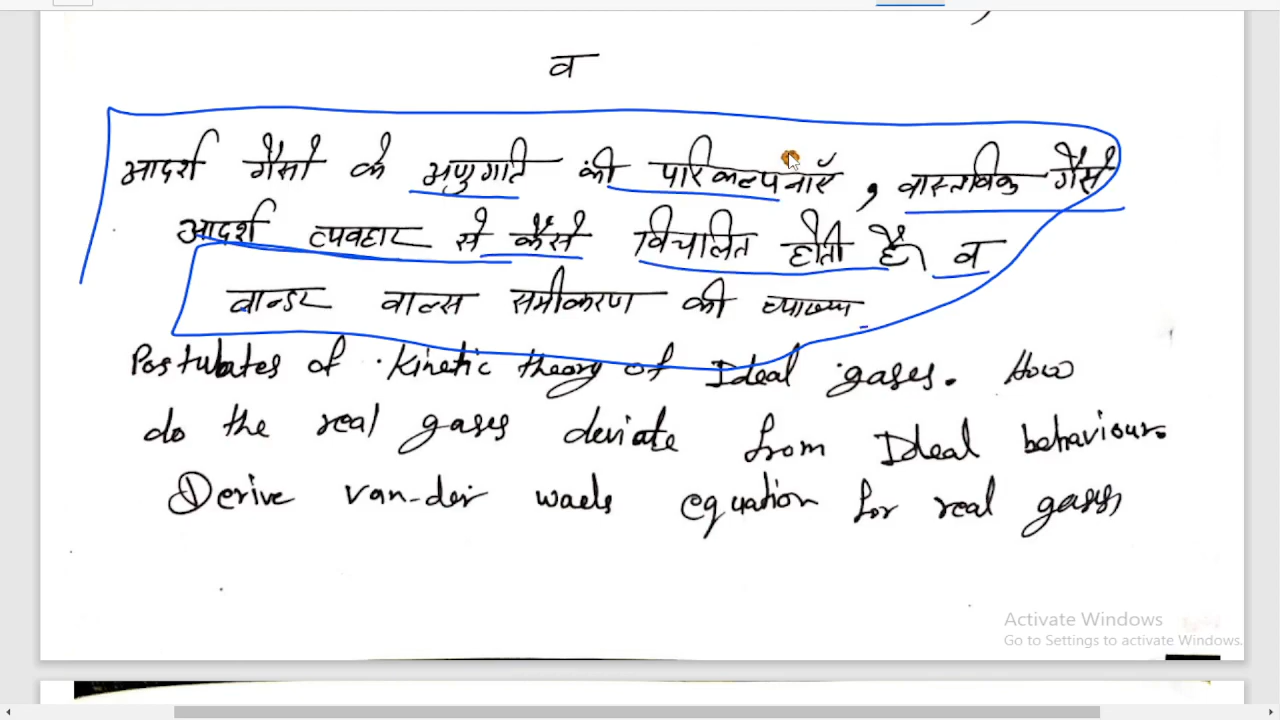 व
आदर्श गैसों के अणुगति की परिकल्पनाऐं, वास्तविक गैसे
आदर्श व्यवहार से कैसे विचलित होती हैं। व
वान्डर वाल्स समीकरण की व्याख्या
Postulates of Kinetic theory of Ideal gases. How
do the real gases deviate from Ideal behaviour.
Derive van-der waels equation for real gases,
Activate Windows
Go to Settings to activate Windows.